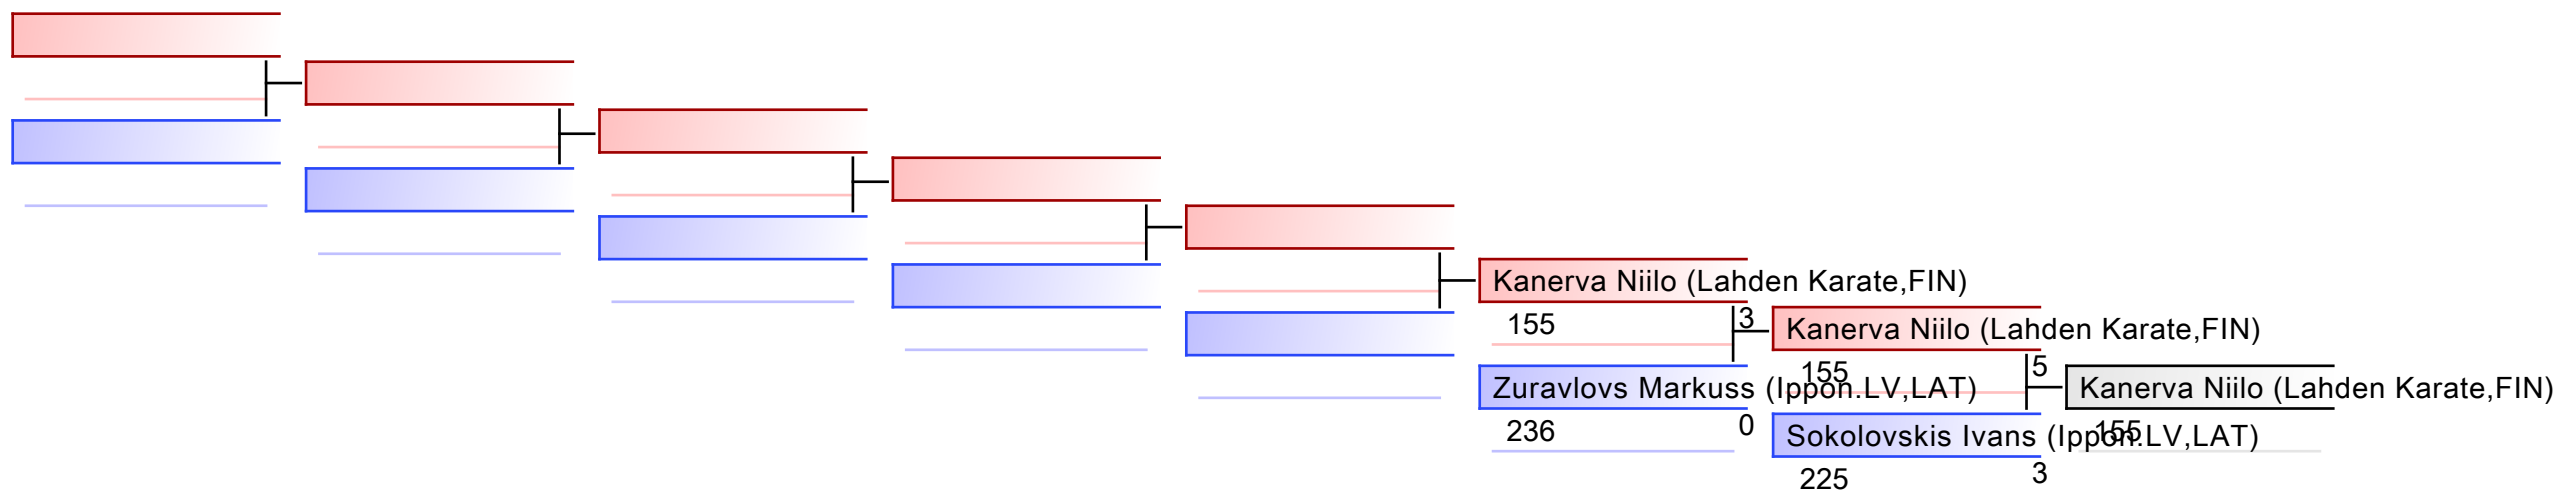 Kanerva Niilo (Lahden Karate,FIN)
155
3
Zuravlovs Markuss (Ippon.LV,LAT)
236
0
Kanerva Niilo (Lahden Karate,FIN)
155
5
Sokolovskis Ivans (Ippon.LV,LAT)
225
3
Kanerva Niilo (Lahden Karate,FIN)
155